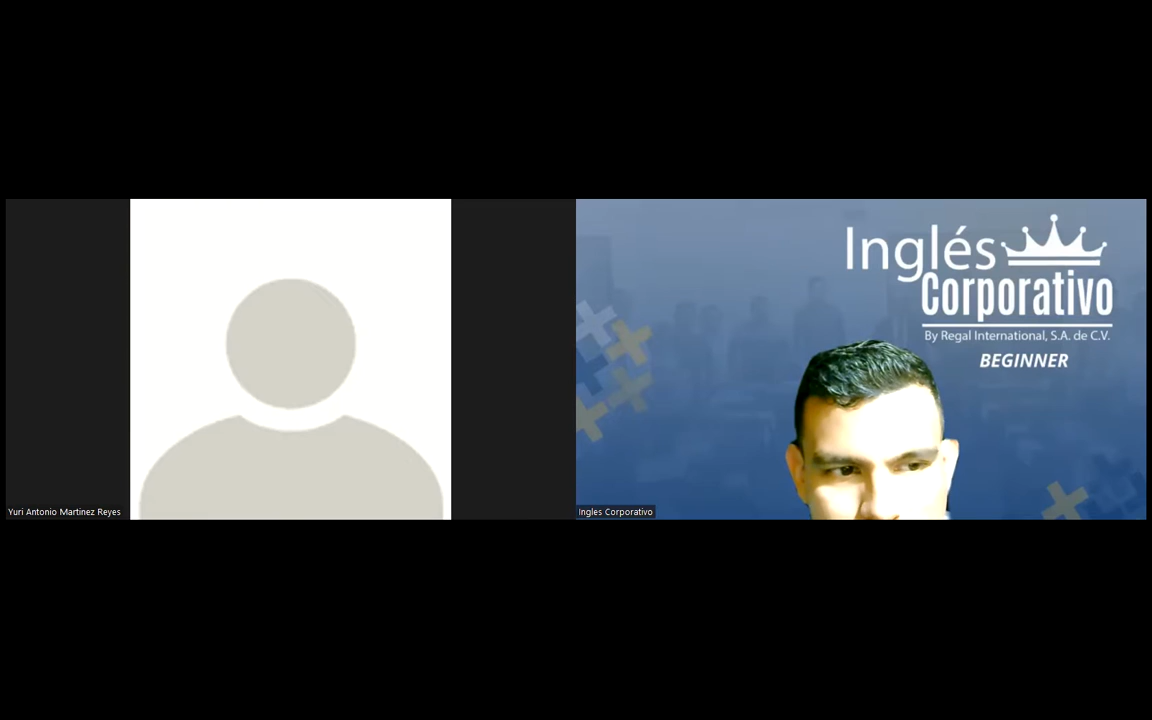 Inglés
Corporativo
By Regal International, S.A. de C.V.
BEGINNER
Yuri Antonio Martinez Reyes
Ingles Corporativo